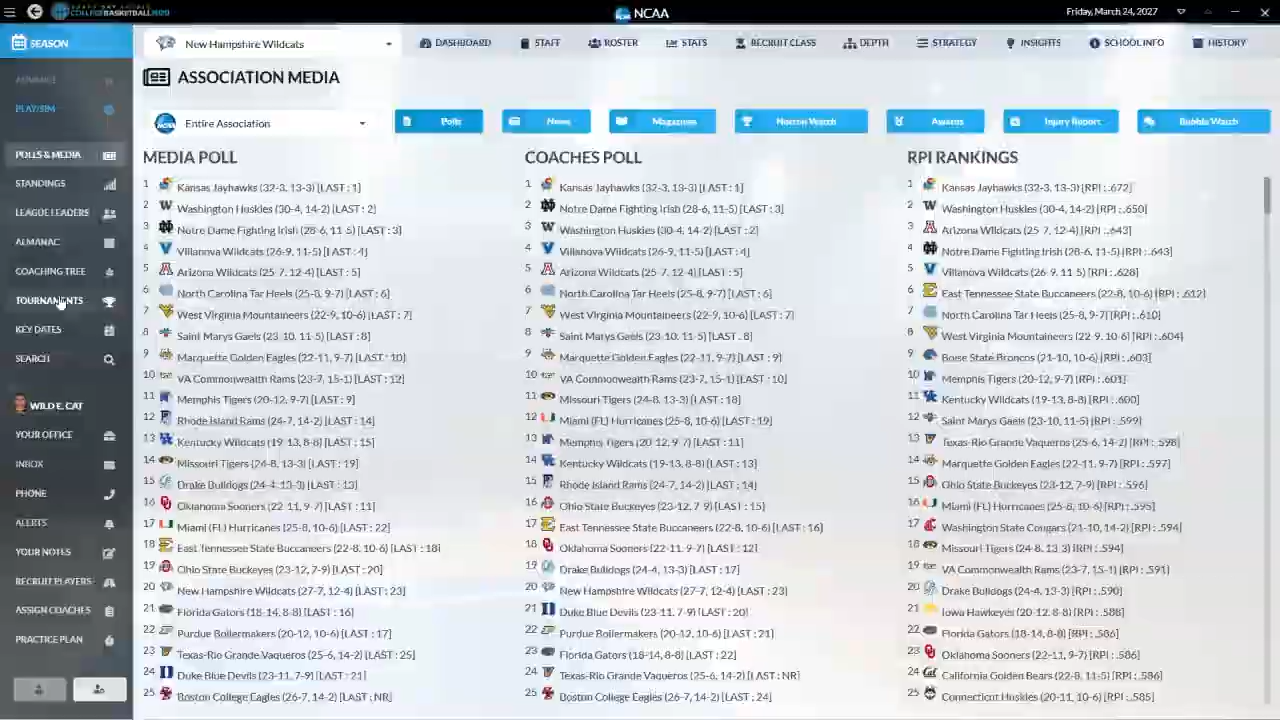 COLLEGEBASKETBALL
NCAA
Friday, March 24, 2027
SEASON
New Hampshire Wildcats
DASHBOARD
STAFF
ROSTER
STATS
RECRUIT CLASS
DEPTH
STRATEGY
INSIGHTS
SCHOOL INFO
HISTORY
ADVANCE
PLAY/SIM
POLLS & MEDIA
STANDINGS
LEAGUE LEADERS
ALMANAC
COACHING TREE
TOURNAMENTS
KEY DATES
SEARCH
WILD E. CAT
YOUR OFFICE
INBOX
PHONE
ALERTS
YOUR NOTES
RECRUIT PLAYERS
ASSIGN COACHES
PRACTICE PLAN
ASSOCIATION MEDIA
Entire Association
Polls
News
Magazines
Hoston Watch
Awards
Injury Report
Bubble Watch
MEDIA POLL
1 Kansas Jayhawks (32-3, 13-3) [LAST : 1]
2 Washington Huskies (30-4, 14-2) [LAST : 2]
3 Notre Dame Fighting Irish (28-6, 11-5) [LAST : 3]
4 Villanova Wildcats (26-9, 11-5) [LAST : 4]
5 Arizona Wildcats (25-7, 12-4) [LAST : 5]
6 North Carolina Tar Heels (25-8, 9-7) [LAST : 6]
7 West Virginia Mountaineers (22-9, 10-6) [LAST : 7]
8 Saint Marys Gaels (23-10, 11-5) [LAST : 8]
9 Marquette Golden Eagles (22-11, 9-7) [LAST : 10]
10 VA Commonwealth Rams (23-7, 15-1) [LAST : 12]
11 Memphis Tigers (20-12, 9-7) [LAST : 9]
12 Rhode Island Rams (24-7, 14-2) [LAST : 14]
13 Kentucky Wildcats (19-13, 8-8) [LAST : 15]
14 Missouri Tigers (24-8, 13-3) [LAST : 19]
15 Drake Bulldogs (24-4, 13-3) [LAST : 13]
16 Oklahoma Sooners (22-11, 9-7) [LAST : 11]
17 Miami (FL) Hurricanes (25-8, 10-6) [LAST : 22]
18 East Tennessee State Buccaneers (22-8, 10-6) [LAST : 18]
19 Ohio State Buckeyes (23-12, 7-9) [LAST : 20]
20 New Hampshire Wildcats (27-7, 12-4) [LAST : 23]
21 Florida Gators (18-14, 8-8) [LAST : 16]
22 Purdue Boilermakers (20-12, 10-6) [LAST : 17]
23 Texas-Rio Grande Vaqueros (25-6, 14-2) [LAST : 25]
24 Duke Blue Devils (23-11, 7-9) [LAST : 21]
25 Boston College Eagles (26-7, 14-2) [LAST : NR]
COACHES POLL
1 Kansas Jayhawks (32-3, 13-3) [LAST : 1]
2 Notre Dame Fighting Irish (28-6, 11-5) [LAST : 3]
3 Washington Huskies (30-4, 14-2) [LAST : 2]
4 Villanova Wildcats (26-9, 11-5) [LAST : 4]
5 Arizona Wildcats (25-7, 12-4) [LAST : 5]
6 North Carolina Tar Heels (25-8, 9-7) [LAST : 6]
7 West Virginia Mountaineers (22-9, 10-6) [LAST : 7]
8 Saint Marys Gaels (23-10, 11-5) [LAST : 8]
9 Marquette Golden Eagles (22-11, 9-7) [LAST : 9]
10 VA Commonwealth Rams (23-7, 15-1) [LAST : 10]
11 Missouri Tigers (24-8, 13-3) [LAST : 18]
12 Miami (FL) Hurricanes (25-8, 10-6) [LAST : 19]
13 Memphis Tigers (20-12, 9-7) [LAST : 11]
14 Kentucky Wildcats (19-13, 8-8) [LAST : 13]
15 Rhode Island Rams (24-7, 14-2) [LAST : 14]
16 Ohio State Buckeyes (23-12, 7-9) [LAST : 15]
17 East Tennessee State Buccaneers (22-8, 10-6) [LAST : 16]
18 Oklahoma Sooners (22-11, 9-7) [LAST : 12]
19 Drake Bulldogs (24-4, 13-3) [LAST : 17]
20 New Hampshire Wildcats (27-7, 12-4) [LAST : 23]
21 Duke Blue Devils (23-11, 7-9) [LAST : 20]
22 Purdue Boilermakers (20-12, 10-6) [LAST : 21]
23 Florida Gators (18-14, 8-8) [LAST : 22]
24 Texas-Rio Grande Vaqueros (25-6, 14-2) [LAST : NR]
25 Boston College Eagles (26-7, 14-2) [LAST : 24]
RPI RANKINGS
1 Kansas Jayhawks (32-3, 13-3) [RPI : .672]
2 Washington Huskies (30-4, 14-2) [RPI : .650]
3 Arizona Wildcats (25-7, 12-4) [RPI : .643]
4 Notre Dame Fighting Irish (28-6, 11-5) [RPI : .643]
5 Villanova Wildcats (26-9, 11-5) [RPI : .628]
6 East Tennessee State Buccaneers (22-8, 10-6) [RPI : .612]
7 North Carolina Tar Heels (25-8, 9-7) [RPI : .610]
8 West Virginia Mountaineers (22-9, 10-6) [RPI : .604]
9 Boise State Broncos (21-10, 10-6) [RPI : .603]
10 Memphis Tigers (20-12, 9-7) [RPI : .601]
11 Kentucky Wildcats (19-13, 8-8) [RPI : .600]
12 Saint Marys Gaels (23-10, 11-5) [RPI : .599]
13 Texas-Rio Grande Vaqueros (25-6, 14-2) [RPI : .598]
14 Marquette Golden Eagles (22-11, 9-7) [RPI : .597]
15 Ohio State Buckeyes (23-12, 7-9) [RPI : .596]
16 Miami (FL) Hurricanes (25-8, 10-6) [RPI : .595]
17 Washington State Cougars (21-10, 14-2) [RPI : .594]
18 Missouri Tigers (24-8, 13-3) [RPI : .594]
19 VA Commonwealth Rams (23-7, 15-1) [RPI : .591]
20 Drake Bulldogs (24-4, 13-3) [RPI : .590]
21 Iowa Hawkeyes (20-12, 8-8) [RPI : .588]
22 Florida Gators (18-14, 8-8) [RPI : .586]
23 Oklahoma Sooners (22-11, 9-7) [RPI : .586]
24 California Golden Bears (22-8, 11-5) [RPI : .586]
25 Connecticut Huskies (20-11, 10-6) [RPI : .585]